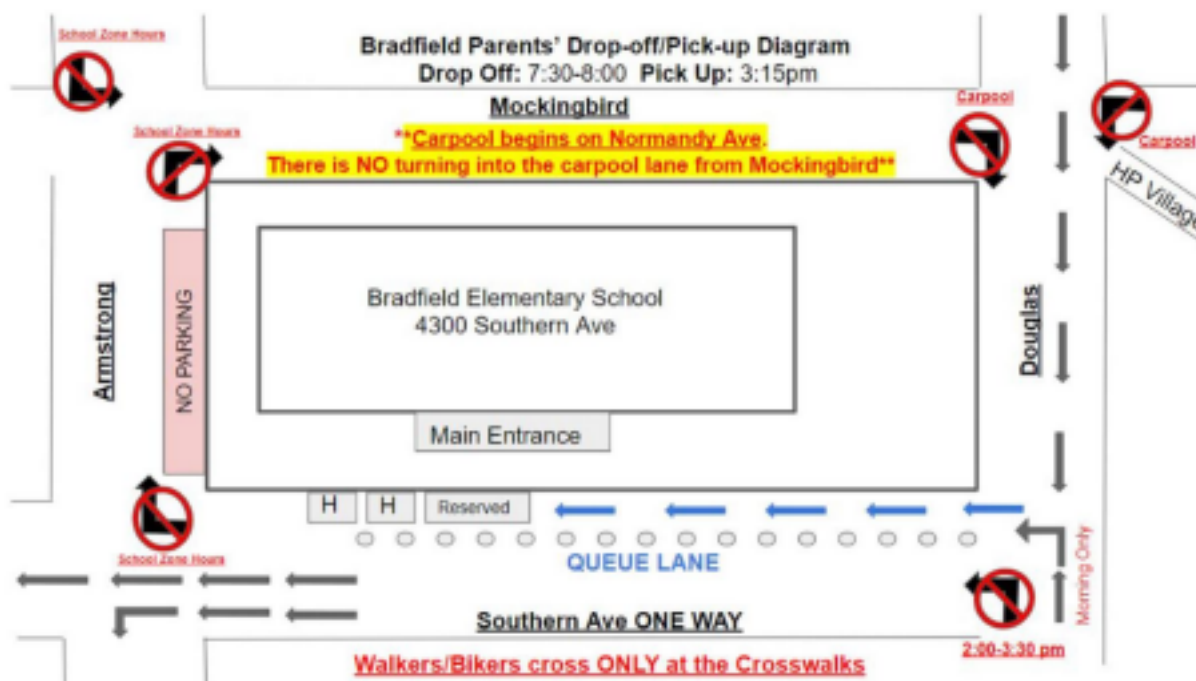 School Zone Hours
Bradfield Parents' Drop-off/Pick-up Diagram
Drop Off: 7:30-8:00 Pick Up: 3:15pm
Mockingbird
Carpool
School Zone Hours
**Carpool begins on Normandy Ave.
There is NO turning into the carpool lane from Mockingbird**
Carpool
HP Village
Armstrong
NO PARKING
Bradfield Elementary School
4300 Southern Ave
Douglas
Main Entrance
H
H
Reserved
QUEUE LANE
School Zone Hours
Morning Only
Southern Ave ONE WAY
2:00-3:30 pm
Walkers/Bikers cross ONLY at the Crosswalks